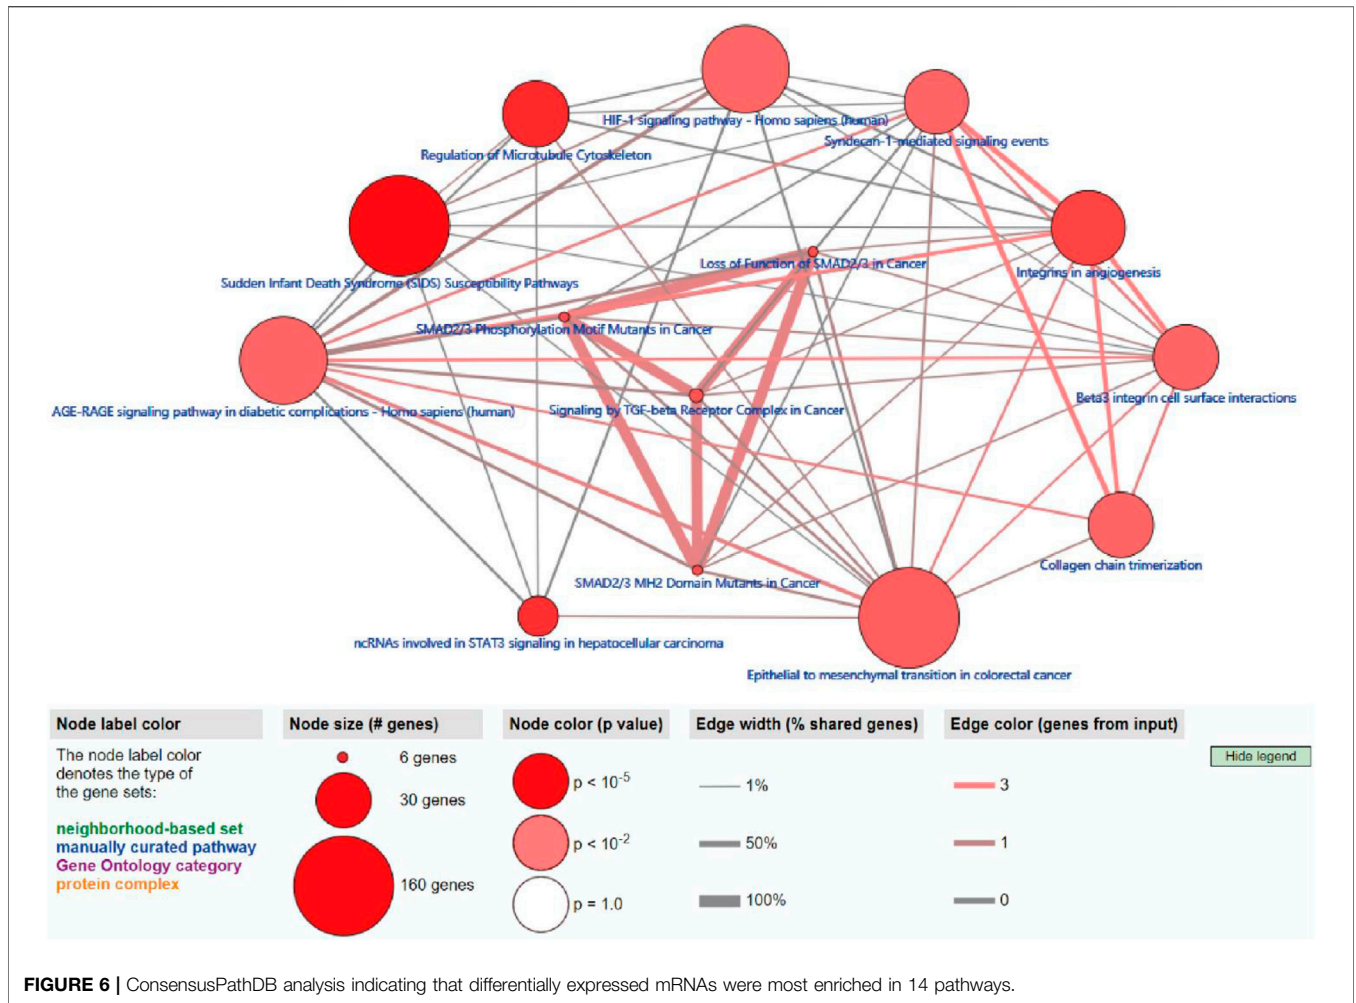 HIF-1 signaling pathway - Homo sapiens (human)
Syndecan-1-mediated signaling events
Regulation of Microtubule Cytoskeleton
Loss of Function of SMAD2/3 in Cancer
Integrins in angiogenesis
Sudden Infant Death Syndrome (SIDS) Susceptibility Pathways
SMAD2/3 Phosphorylation Motif Mutants in Cancer
Beta3 integrin cell surface interactions
AGE-RAGE signaling pathway in diabetic complications - Homo sapiens (human)
Signaling by TGF-beta Receptor Complex in Cancer
Collagen chain trimerization
SMAD2/3 MH2 Domain Mutants in Cancer
ncRNAs involved in STAT3 signaling in hepatocellular carcinoma
Epithelial to mesenchymal transition in colorectal cancer
Node label color
The node label color
denotes the type of
the gene sets:
neighborhood-based set
manually curated pathway
Gene Ontology category
protein complex
Node size (# genes)
6 genes
30 genes
160 genes
Node color (p value)
p < 10-5
p < 10-2
p = 1.0
Edge width (% shared genes)
1%
50%
100%
Edge color (genes from input)
3
1
0
Hide legend
FIGURE 6 | ConsensusPathDB analysis indicating that differentially expressed mRNAs were most enriched in 14 pathways.